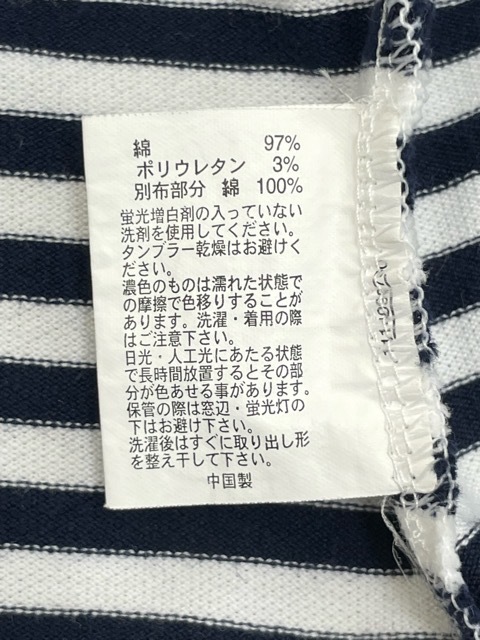 綿 97%
ポリウレタン 3%
別布部分 綿 100%
蛍光増白剤の入っていない
洗剤を使用してください。
タンブラー乾燥はお避けく
ださい。
濃色のものは濡れた状態で
の摩擦で色移りすることが
あります。洗濯・着用の際
はご注意下さい。
日光・人工光にあたる状態
で長時間放置するとその部
分が色あせる事があります。
保管の際は窓辺・蛍光灯の
下はお避け下さい。
洗濯後はすぐに取り出し形
を整え干して下さい。
中国製